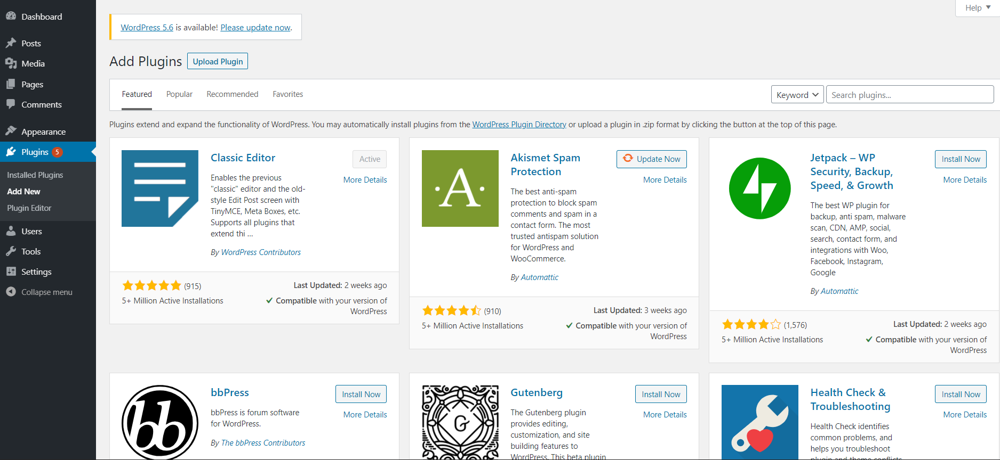 Dashboard
Posts
Media
Pages
Comments
Appearance
Plugins 5
Installed Plugins
Add New
Plugin Editor
Users
Tools
Settings
Collapse menu
Help
WordPress 5.6 is available! Please update now.
Add Plugins Upload Plugin
Featured Popular Recommended Favorites Keyword Search plugins...
Plugins extend and expand the functionality of WordPress. You may automatically install plugins from the WordPress Plugin Directory or upload a plugin in .zip format by clicking the button at the top of this page.
Classic Editor
Active
More Details
Enables the previous
"classic" editor and the old-
style Edit Post screen with
TinyMCE, Meta Boxes, etc.
Supports all plugins that
extend thi ...
By WordPress Contributors
(915)
Last Updated: 2 weeks ago
5+ Million Active Installations
Compatible with your version of
WordPress
A
Akismet Spam
Protection
Update Now
More Details
The best anti-spam
protection to block spam
comments and spam in a
contact form. The most
trusted antispam solution
for WordPress and
WooCommerce.
By Automattic
(910)
Last Updated: 3 weeks ago
5+ Million Active Installations
Compatible with your version of
WordPress
Jetpack – WP
Security, Backup,
Speed, & Growth
Install Now
More Details
The best WP plugin for
backup, anti spam, malware
scan, CDN, AMP, social,
search, contact form, and
integrations with Woo,
Facebook, Instagram,
Google
By Automattic
(1,576)
Last Updated: 2 weeks ago
5+ Million Active Installations
Compatible with your version of
WordPress
bb
bbPress
Install Now
More Details
bbPress is forum software
for WordPress.
By The bbPress Contributors
G
Gutenberg
Install Now
More Details
The Gutenberg plugin
provides editing,
customization, and site
building features to
WordPress. This beta plugin
Health Check &
Troubleshooting
Install Now
More Details
Health Check identifies
common problems, and
helps you troubleshoot
plugin and theme conflicts